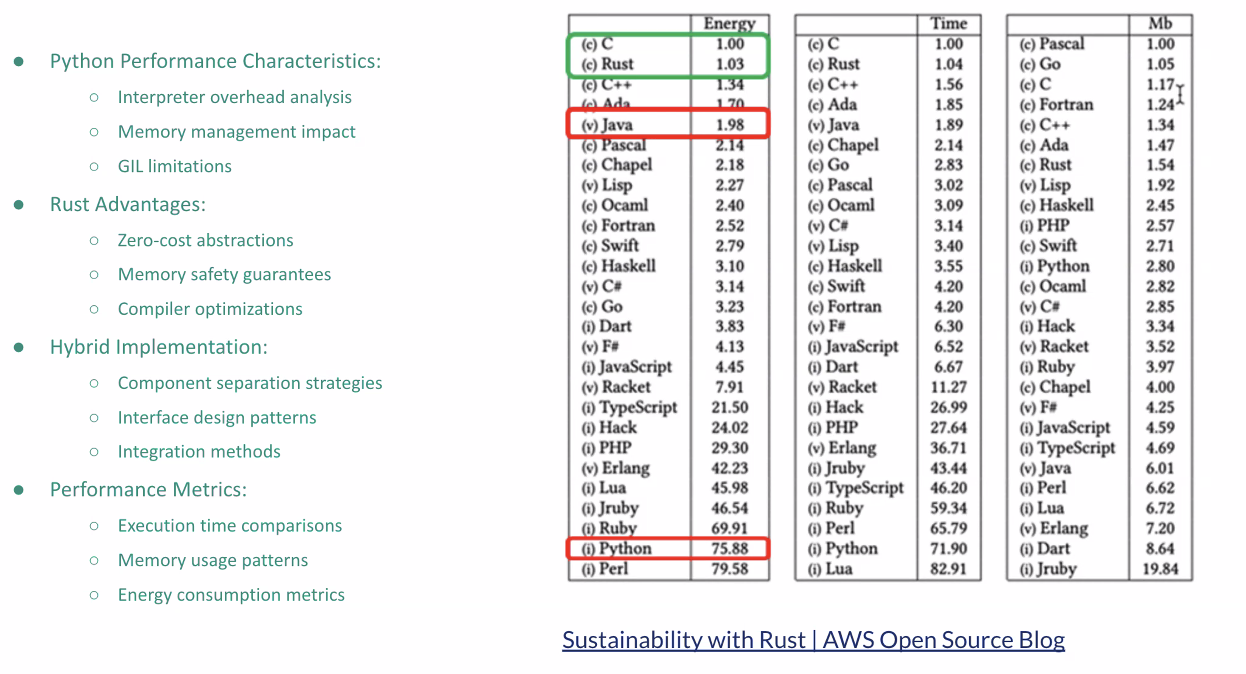 ● Python Performance Characteristics:
○ Interpreter overhead analysis
○ Memory management impact
○ GIL limitations
● Rust Advantages:
○ Zero-cost abstractions
○ Memory safety guarantees
○ Compiler optimizations
● Hybrid Implementation:
○ Component separation strategies
○ Interface design patterns
○ Integration methods
● Performance Metrics:
○ Execution time comparisons
○ Memory usage patterns
○ Energy consumption metrics
Energy
(c) C 1.00
(c) Rust 1.03
(c) C++ 1.34
(c) Ada 1.70
(v) Java 1.98
(c) Pascal 2.14
(c) Chapel 2.18
(v) Lisp 2.27
(c) Ocaml 2.40
(c) Fortran 2.52
(c) Swift 2.79
(c) Haskell 3.10
(v) C# 3.14
(c) Go 3.23
(i) Dart 3.83
(v) F# 4.13
(i) JavaScript 4.45
(v) Racket 7.91
(i) TypeScript 21.50
(i) Hack 24.02
(i) PHP 29.30
(v) Erlang 42.23
(i) Lua 45.98
(i) Jruby 46.54
(i) Ruby 69.91
(i) Python 75.88
(i) Perl 79.58
Time
(c) C 1.00
(c) Rust 1.04
(c) C++ 1.56
(c) Ada 1.85
(v) Java 1.89
(c) Chapel 2.14
(c) Go 2.83
(c) Pascal 3.02
(c) Ocaml 3.09
(v) C# 3.14
(v) Lisp 3.40
(c) Haskell 3.55
(c) Swift 4.20
(c) Fortran 4.20
(v) F# 6.30
(i) JavaScript 6.52
(i) Dart 6.67
(v) Racket 11.27
(i) Hack 26.99
(i) PHP 27.64
(v) Erlang 36.71
(i) Jruby 43.44
(i) TypeScript 46.20
(i) Ruby 59.34
(i) Perl 65.79
(i) Python 71.90
(i) Lua 82.91
Mb
(c) Pascal 1.00
(c) Go 1.05
(c) C 1.17
(c) Fortran 1.24
(c) C++ 1.34
(c) Ada 1.47
(c) Rust 1.54
(v) Lisp 1.92
(c) Haskell 2.45
(i) PHP 2.57
(c) Swift 2.71
(i) Python 2.80
(c) Ocaml 2.82
(v) C# 2.85
(i) Hack 3.34
(v) Racket 3.52
(i) Ruby 3.97
(c) Chapel 4.00
(v) F# 4.25
(i) JavaScript 4.59
(i) TypeScript 4.69
(v) Java 6.01
(i) Perl 6.62
(i) Lua 6.72
(v) Erlang 7.20
(i) Dart 8.64
(i) Jruby 19.84
Sustainability with Rust | AWS Open Source Blog